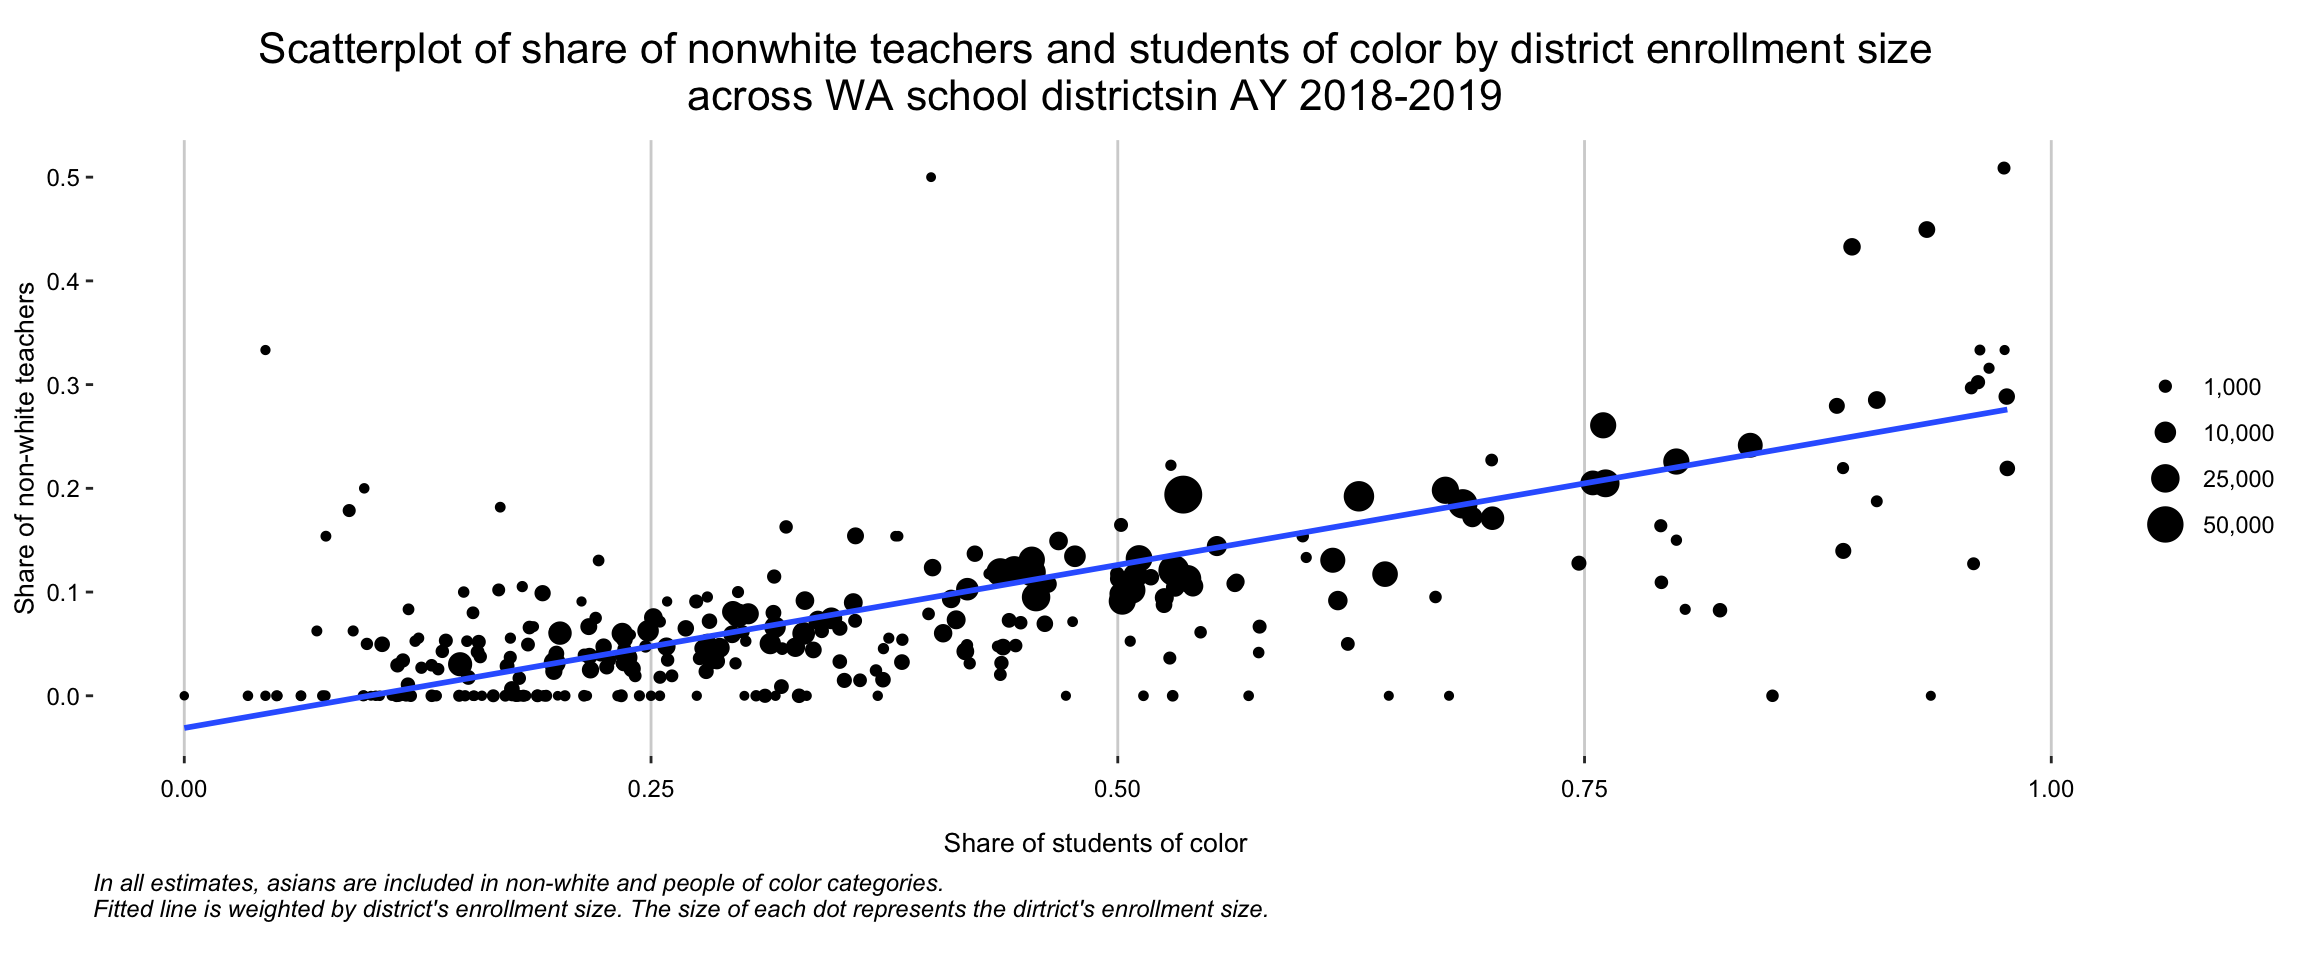 Scatterplot of share of nonwhite teachers and students of color by district enrollment size
across WA school districtsin AY 2018-2019
Share of non-white teachers
0.5
0.4
0.3
0.2
0.1
0.0
0.00
0.25
0.50
0.75
1.00
Share of students of color
1,000
10,000
25,000
50,000
In all estimates, asians are included in non-white and people of color categories.
Fitted line is weighted by district's enrollment size. The size of each dot represents the dirtrict's enrollment size.